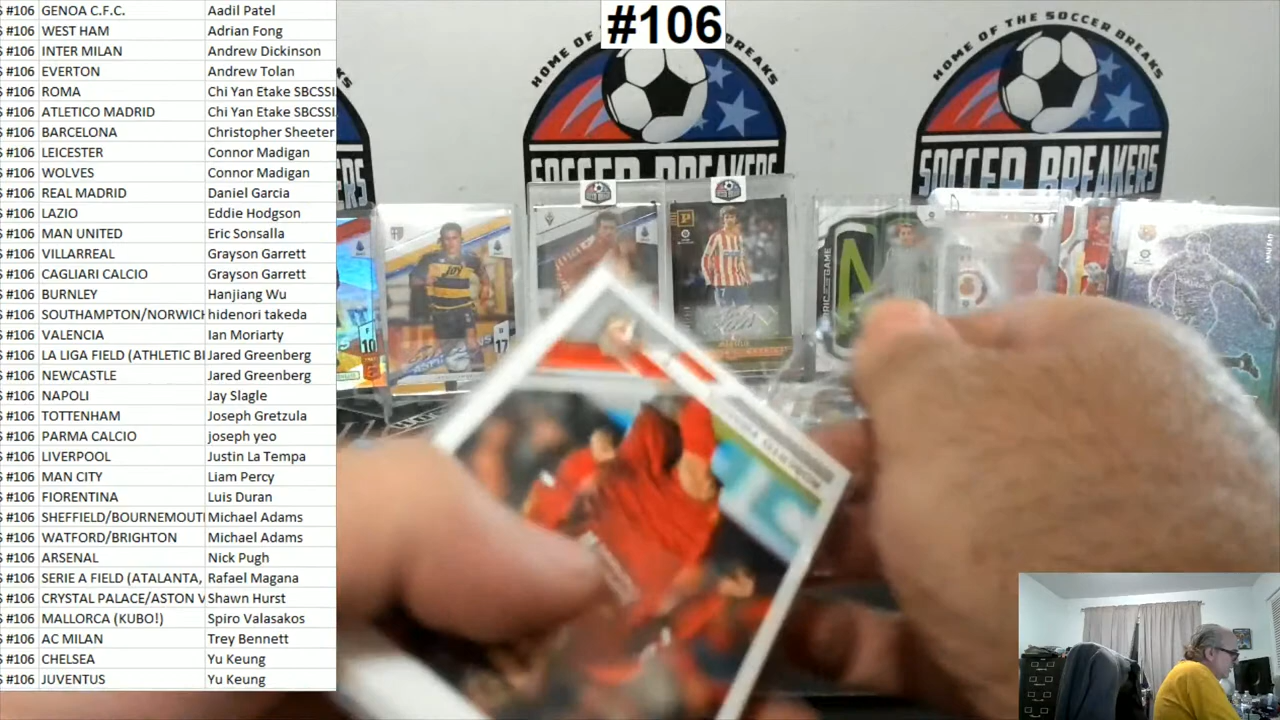 #106
$ #106 GENOA C.F.C. Aadil Patel
$ #106 WEST HAM Adrian Fong
$ #106 INTER MILAN Andrew Dickinson
$ #106 EVERTON Andrew Tolan
$ #106 ROMA Chi Yan Etake SBCSSI
$ #106 ATLETICO MADRID Chi Yan Etake SBCSSI
$ #106 BARCELONA Christopher Sheeter
$ #106 LEICESTER Connor Madigan
$ #106 WOLVES Connor Madigan
$ #106 REAL MADRID Daniel Garcia
$ #106 LAZIO Eddie Hodgson
$ #106 MAN UNITED Eric Sonsalla
$ #106 VILLARREAL Grayson Garrett
$ #106 CAGLIARI CALCIO Grayson Garrett
$ #106 BURNLEY Hanjiang Wu
$ #106 SOUTHAMPTON/NORWICH hidenori takeda
$ #106 VALENCIA Ian Moriarty
$ #106 LA LIGA FIELD (ATHLETIC BI Jared Greenberg
$ #106 NEWCASTLE Jared Greenberg
$ #106 NAPOLI Jay Slagle
$ #106 TOTTENHAM Joseph Gretzula
$ #106 PARMA CALCIO joseph yeo
$ #106 LIVERPOOL Justin La Tempa
$ #106 MAN CITY Liam Percy
$ #106 FIORENTINA Luis Duran
$ #106 SHEFFIELD/BOURNEMOUTH Michael Adams
$ #106 WATFORD/BRIGHTON Michael Adams
$ #106 ARSENAL Nick Pugh
$ #106 SERIE A FIELD (ATALANTA, Rafael Magana
$ #106 CRYSTAL PALACE/ASTON V Shawn Hurst
$ #106 MALLORCA (KUBO!) Spiro Valasakos
$ #106 AC MILAN Trey Bennett
$ #106 CHELSEA Yu Keung
$ #106 JUVENTUS Yu Keung
HOME OF THE SOCCER BREAKS
SOCCER BREAKERS
HOME OF THE SOCCER BREAKS
SOCCER BREAKERS
KS
ERS
JOY
10
17
P
GAME